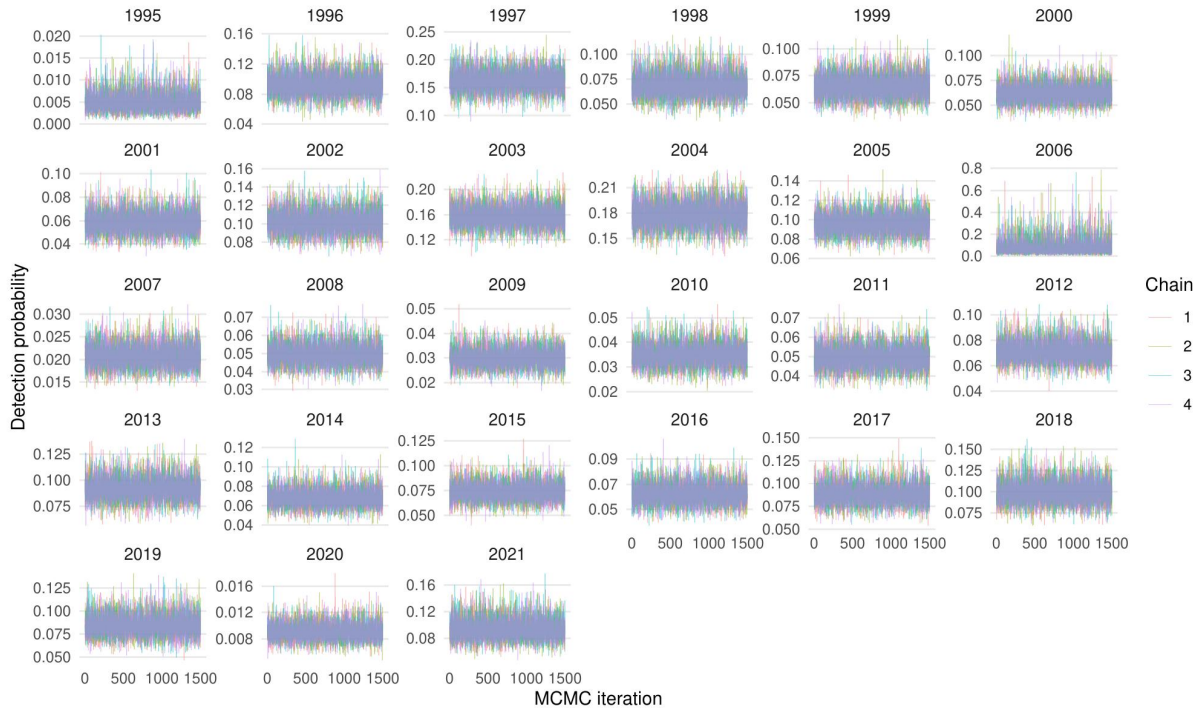 1995 1996 1997 1998 1999 2000
0.020 0.015 0.010 0.005 0.000
0.16 0.12 0.08 0.04
0.25 0.20 0.15 0.10
0.100 0.075 0.050
0.100 0.075 0.050
0.100 0.075 0.050
2001 2002 2003 2004 2005 2006
0.10 0.08 0.06 0.04
0.16 0.14 0.12 0.10 0.08
0.20 0.16 0.12
0.21 0.18 0.15
0.14 0.12 0.10 0.08 0.06
0.8 0.6 0.4 0.2 0.0
Detection probability
2007 2008 2009 2010 2011 2012
0.030 0.025 0.020 0.015
0.07 0.06 0.05 0.04 0.03
0.05 0.04 0.03 0.02
0.05 0.04 0.03 0.02
0.07 0.06 0.05 0.04
0.10 0.08 0.06 0.04
Chain
1
2
3
4
2013 2014 2015 2016 2017 2018
0.125 0.100 0.075
0.12 0.10 0.08 0.06 0.04
0.125 0.100 0.075 0.050
0.09 0.07 0.05
0.150 0.125 0.100 0.075 0.050
0.150 0.125 0.100 0.075
0 500 1000 1500 0 500 1000 1500 0 500 1000 1500
2019 2020 2021
0.125 0.100 0.075 0.050
0.016 0.012 0.008
0.16 0.12 0.08
0 500 1000 1500 0 500 1000 1500 0 500 1000 1500
MCMC iteration